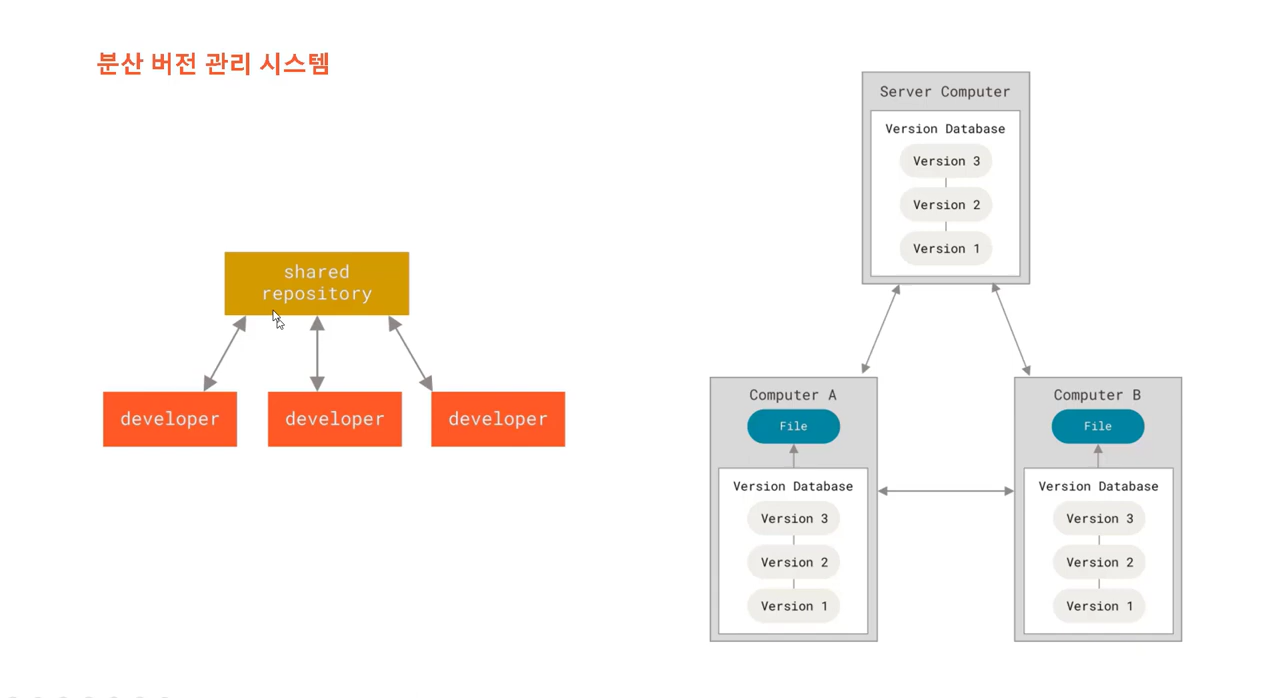 분산 버전 관리 시스템
shared
repository
developer
developer
developer
Server Computer
Version Database
Version 3
Version 2
Version 1
Computer A
File
Version Database
Version 3
Version 2
Version 1
Computer B
File
Version Database
Version 3
Version 2
Version 1